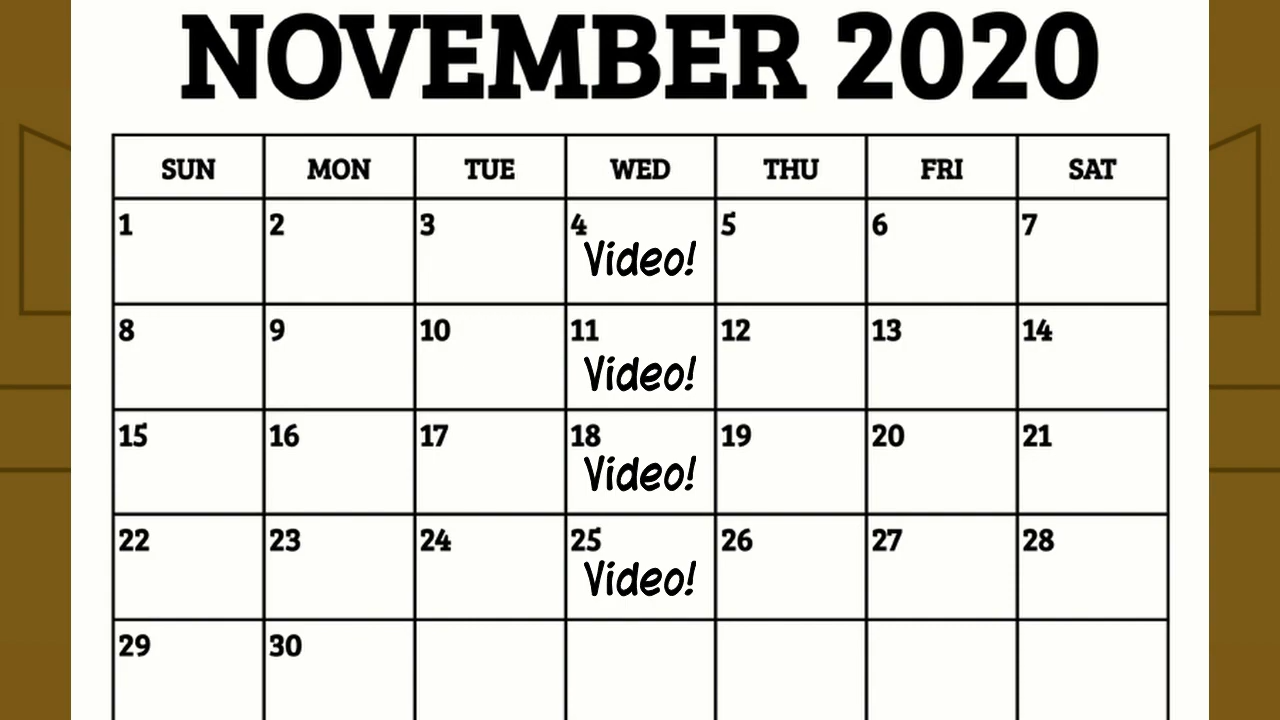 NOVEMBER 2020
SUN MON TUE WED THU FRI SAT
1 2 3 4 5 6 7
Video!
8 9 10 11 12 13 14
Video!
15 16 17 18 19 20 21
Video!
22 23 24 25 26 27 28
Video!
29 30